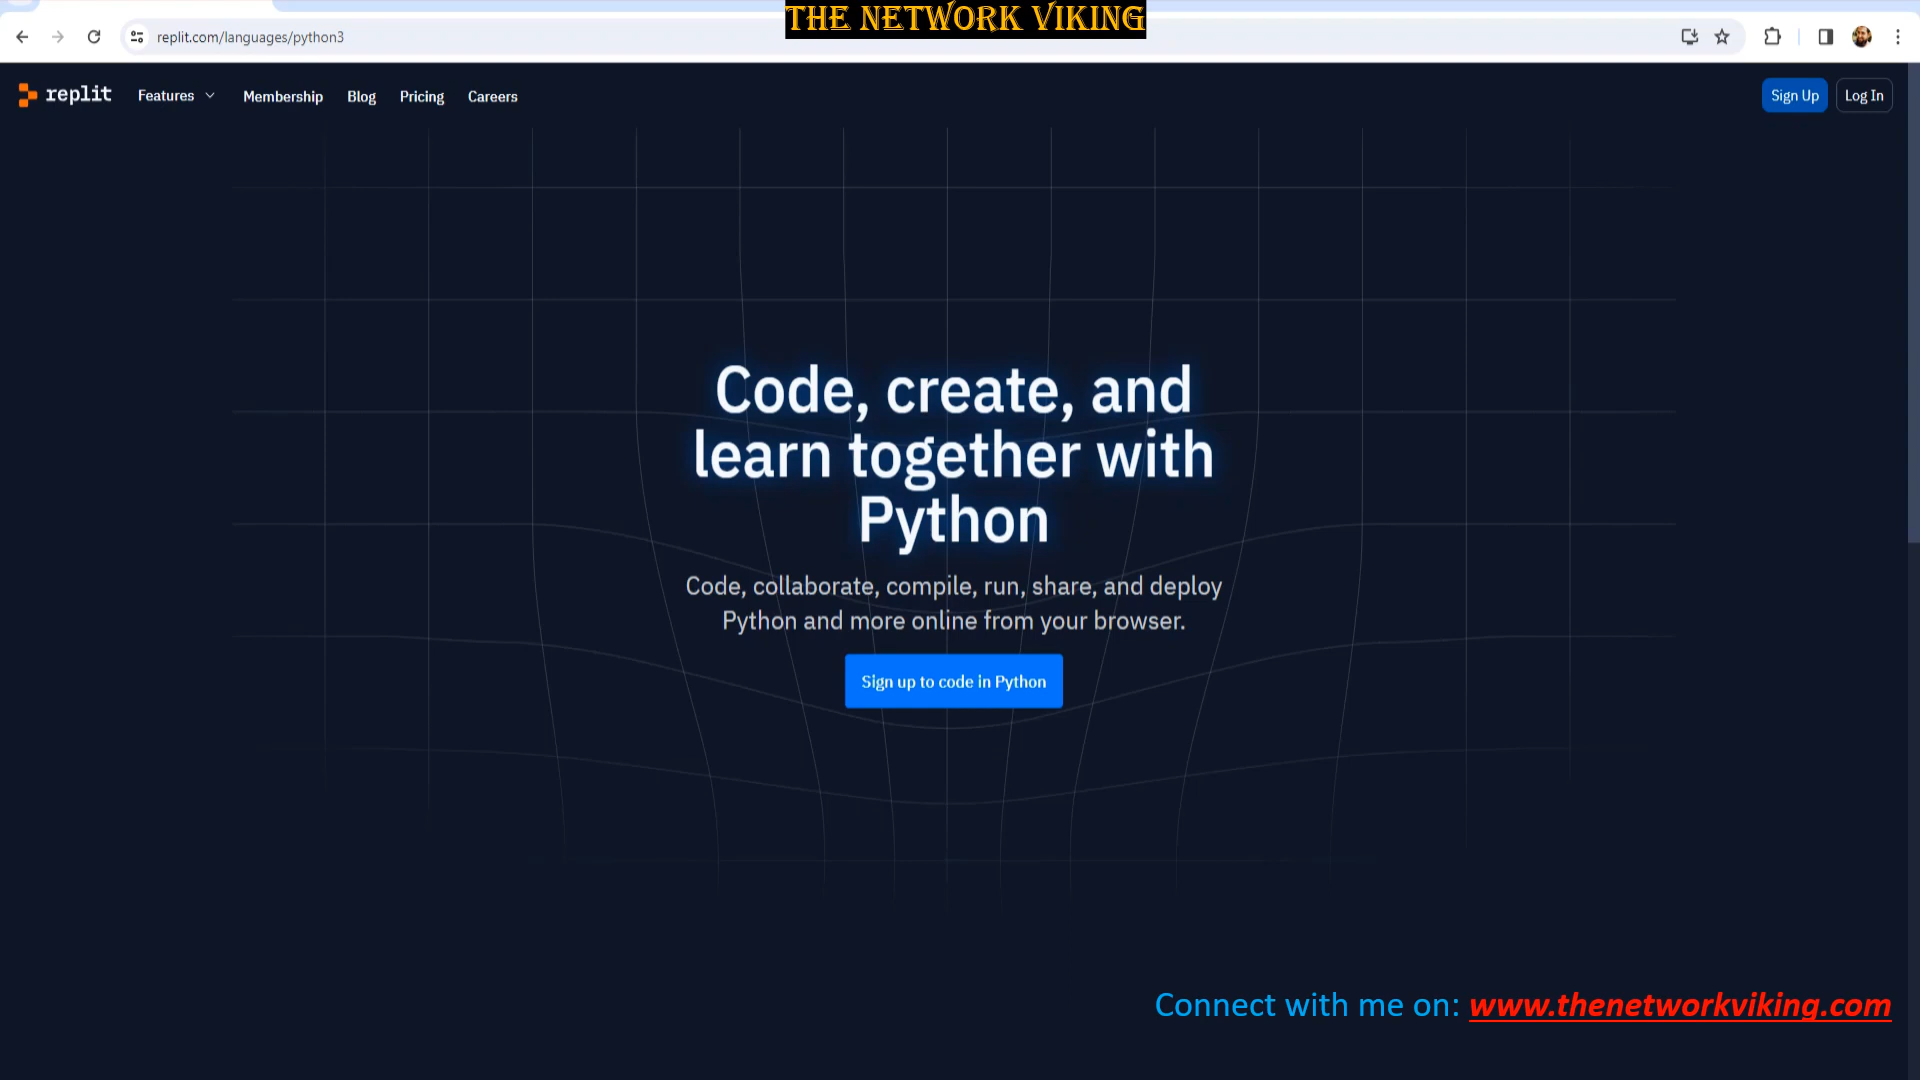 THE NETWORK VIKING
replit.com/languages/python3
replit
Features
Membership
Blog
Pricing
Careers
Sign Up
Log In
Code, create, and
learn together with
Python
Code, collaborate, compile, run, share, and deploy
Python and more online from your browser.
Sign up to code in Python
Connect with me on: www.thenetworkviking.com